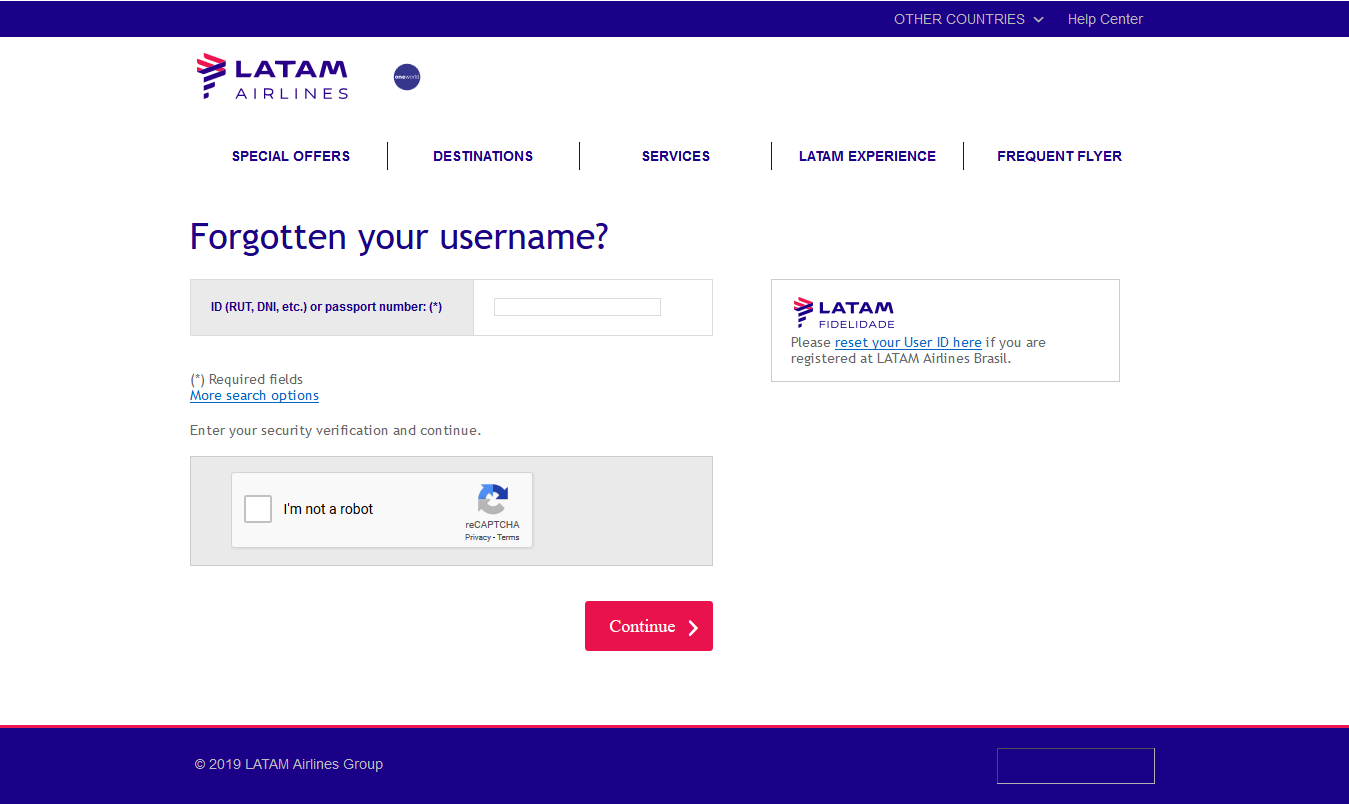 OTHER COUNTRIES Help Center
LATAM
AIRLINES
oneworld
SPECIAL OFFERS DESTINATIONS SERVICES LATAM EXPERIENCE FREQUENT FLYER
Forgotten your username?
ID (RUT, DNI, etc.) or passport number: (*)
(*) Required fields
More search options
Enter your security verification and continue.
I'm not a robot
reCAPTCHA
Privacy - Terms
Continue
LATAM
FIDELIDADE
Please reset your User ID here if you are
registered at LATAM Airlines Brasil.
© 2019 LATAM Airlines Group